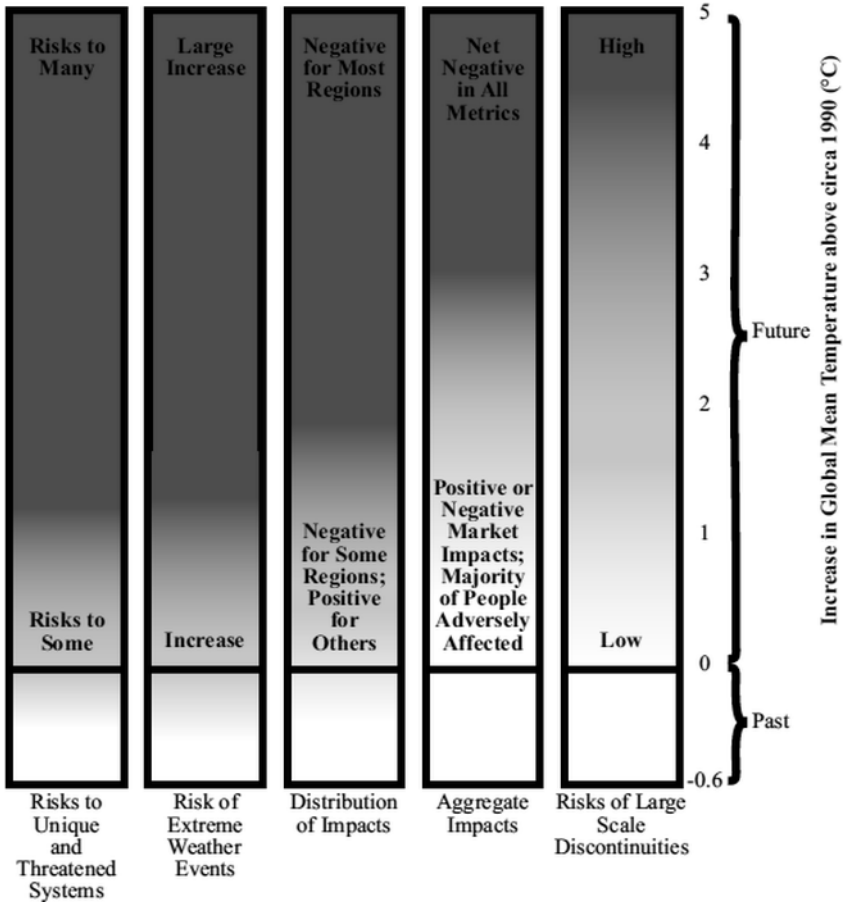 Risks to
Many
Large
Increase
Negative
for Most
Regions
Net
Negative
in All
Metrics
High
Risks to
Some
Increase
Negative
for Some
Regions;
Positive
for
Others
Positive or
Negative
Market
Impacts;
Majority
of People
Adversely
Affected
Low
5
4
3
2
1
0
-0.6
Future
Past
Increase in Global Mean Temperature above circa 1990 (°C)
Risks to
Unique
and
Threatened
Systems
Risk of
Extreme
Weather
Events
Distribution
of Impacts
Aggregate
Impacts
Risks of Large
Scale
Discontinuities